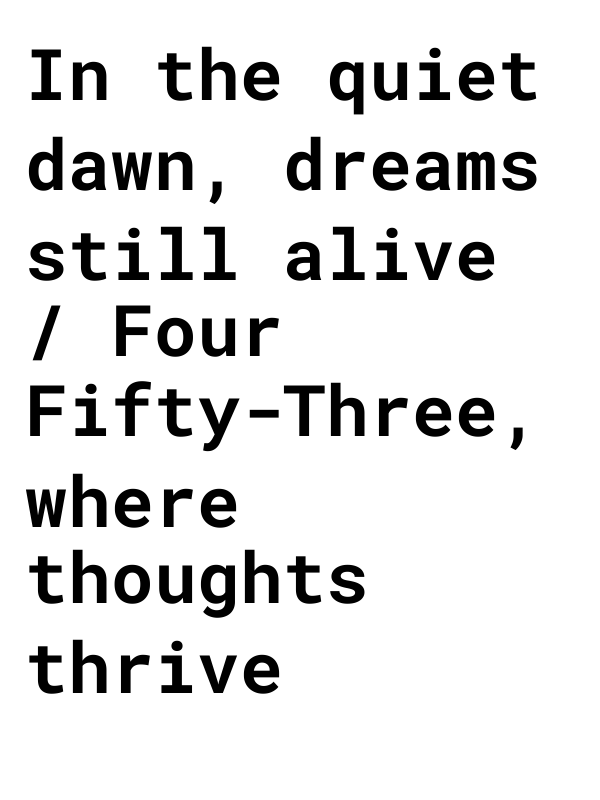 In the quiet
dawn, dreams
still alive
/ Four
Fifty-Three,
where
thoughts
thrive